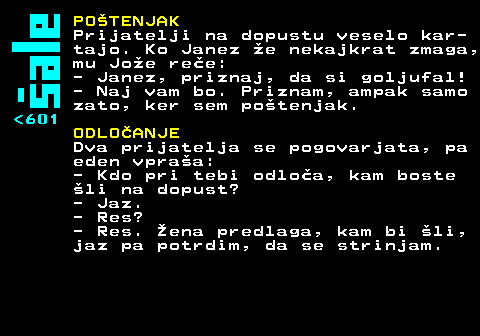 šale
<601
POŠTENJAK
Prijatelji na dopustu veselo kar-
tajo. Ko Janez že nekajkrat zmaga,
mu Jože reče:
- Janez, priznaj, da si goljufal!
- Naj vam bo. Priznam, ampak samo
zato, ker sem poštenjak.
ODLOČANJE
Dva prijatelja se pogovarjata, pa
eden vpraša:
- Kdo pri tebi odloča, kam boste
šli na dopust?
- Jaz.
- Res?
- Res. Žena predlaga, kam bi šli,
jaz pa potrdim, da se strinjam.